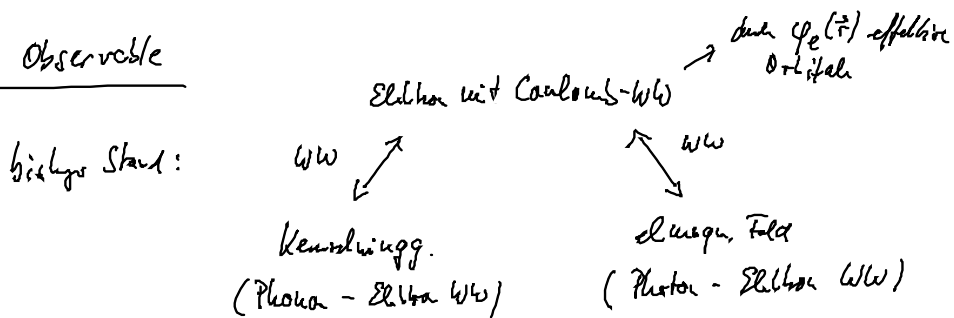 Observable
durch φ_e(r⃗) effektive
Orbitale
Elektron mit Coulomb-WW
bisheriger Stand:
WW
WW
Kernschwingg.
elmagn. Feld
(Phonon - Elektron WW)
(Photon - Elektron WW)